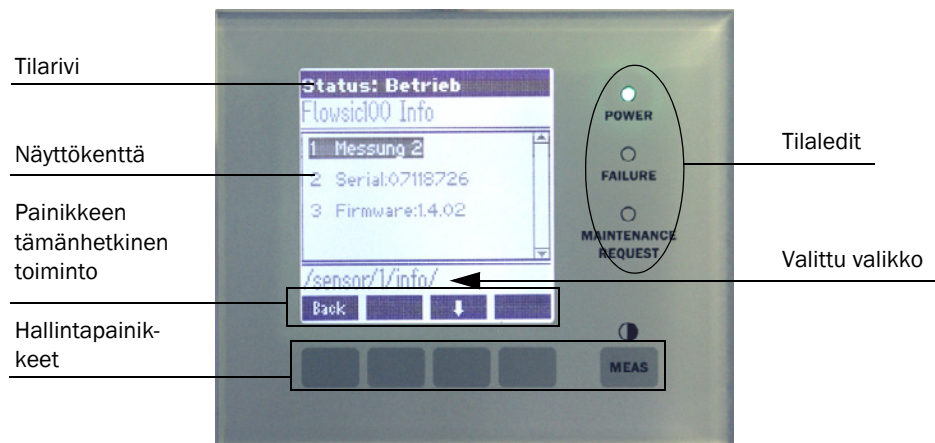 Tilarivi
Näyttökenttä
Painikkeen
tämänhetkinen
toiminto
Hallintapainik-
keet
Status: Betrieb
Flowsic100 Info
1 Messung 2
2 Serial:07118726
3 Firmware:1.4.02
/sensor/1/info/
Back
POWER
FAILURE
MAINTENANCE
REQUEST
MEAS
Tilaledit
Valittu valikko